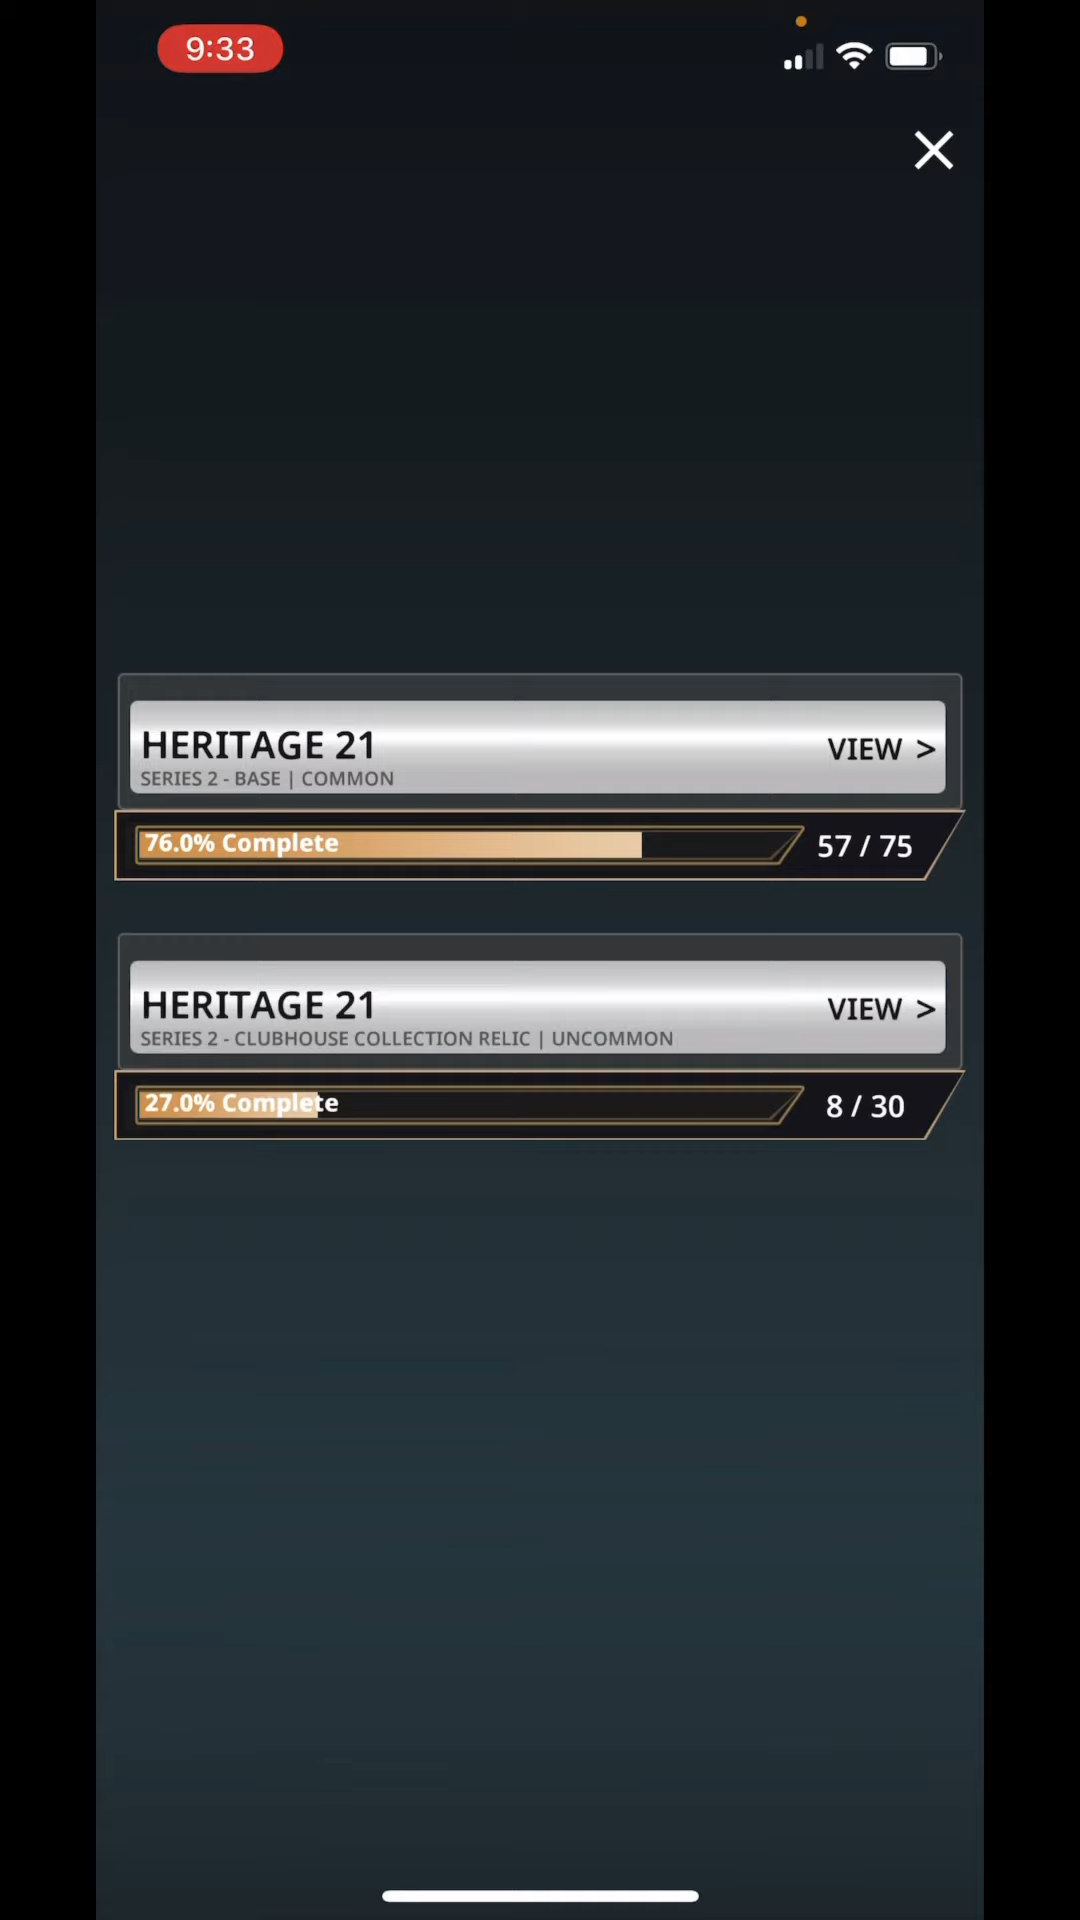 9:33
HERITAGE 21
VIEW >
SERIES 2 - BASE | COMMON
76.0% Complete
57 / 75
HERITAGE 21
VIEW >
SERIES 2 - CLUBHOUSE COLLECTION RELIC | UNCOMMON
27.0% Complete
8 / 30